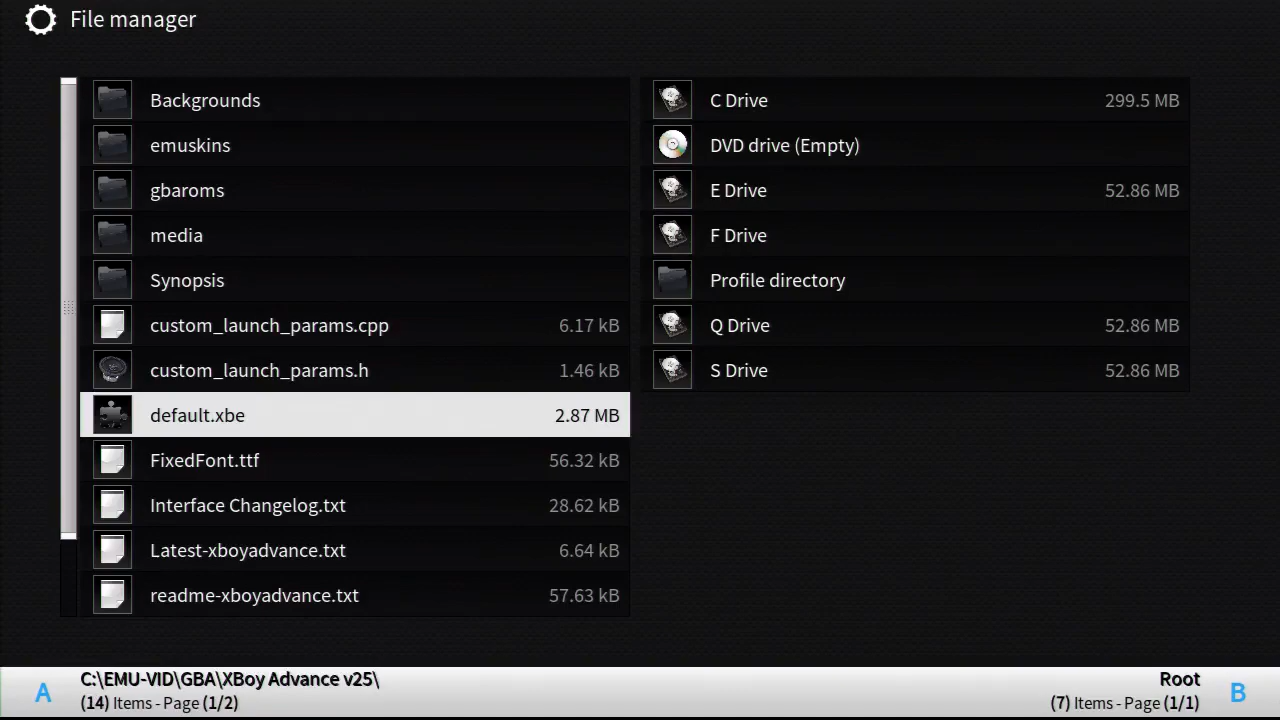 File manager
Backgrounds
emuskins
gbaroms
media
Synopsis
custom_launch_params.cpp 6.17 kB
custom_launch_params.h 1.46 kB
default.xbe 2.87 MB
FixedFont.ttf 56.32 kB
Interface Changelog.txt 28.62 kB
Latest-xboyadvance.txt 6.64 kB
readme-xboyadvance.txt 57.63 kB
C Drive 299.5 MB
DVD drive (Empty)
E Drive 52.86 MB
F Drive
Profile directory
Q Drive 52.86 MB
S Drive 52.86 MB
A
C:\EMU-VID\GBA\XBoy Advance v25\
(14) Items - Page (1/2)
Root
(7) Items - Page (1/1)
B